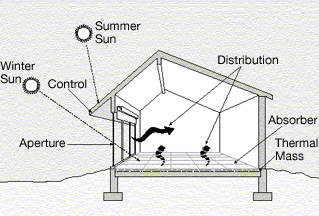 Summer
Sun
Winter
Sun
Control
Distribution
Aperture
Absorber
Thermal
Mass